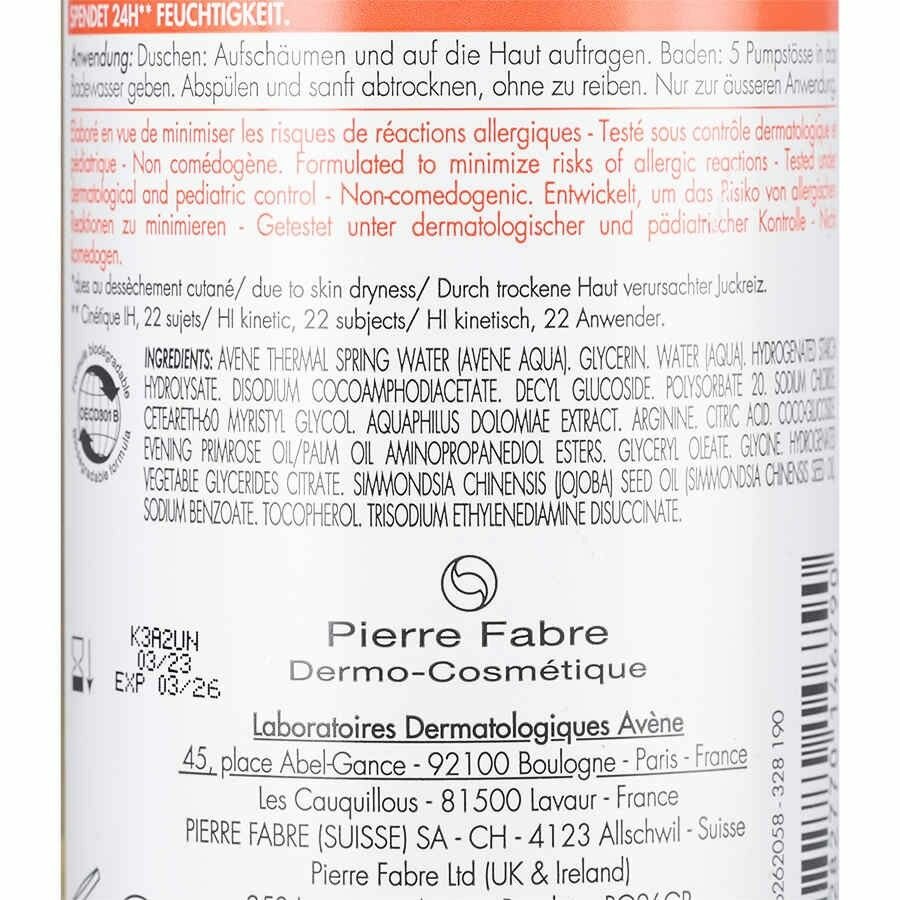 SPENDET 24H** FEUCHTIGKEIT.
Anwendung: Duschen: Aufschäumen und auf die Haut auftragen. Baden: 5 Pumpstösse in das
Badewasser geben. Abspülen und sanft abtrocknen, ohne zu reiben. Nur zur äusseren Anwendung.
Elaboré en vue de minimiser les risques de réactions allergiques - Testé sous contrôle dermatologique et
pédiatrique - Non comédogène. Formulated to minimize risks of allergic reactions - Tested under
dermatological and pediatric control - Non-comedogenic. Entwickelt, um das Risiko von allergischen
Reaktionen zu minimieren - Getestet unter dermatologischer und pädiatrischer Kontrolle - Nicht
komedogen.
*dues au dessèchement cutané/ due to skin dryness/ Durch trockene Haut verursachter Juckreiz.
** Cinétique IH, 22 sujets/ HI kinetic, 22 subjects/ HI kinetisch, 22 Anwender.
INGREDIENTS: AVENE THERMAL SPRING WATER (AVENE AQUA). GLYCERIN. WATER (AQUA). HYDROGENATED STARCH
HYDROLYSATE. DISODIUM COCOAMPHODIACETATE. DECYL GLUCOSIDE. POLYSORBATE 20. SODIUM CHLORIDE.
CETEARETH-60 MYRISTYL GLYCOL. AQUAPHILUS DOLOMIAE EXTRACT. ARGININE. CITRIC ACID. COCO-GLUCOSIDE.
EVENING PRIMROSE OIL/PALM OIL AMINOPROPANEDIOL ESTERS. GLYCERYL OLEATE. GLYCINE. HYDROGENATED
VEGETABLE GLYCERIDES CITRATE. SIMMONDSIA CHINENSIS (JOJOBA) SEED OIL (SIMMONDSIA CHINENSIS SEED OIL).
SODIUM BENZOATE. TOCOPHEROL. TRISODIUM ETHYLENEDIAMINE DISUCCINATE.
biodégradable
OECD301B
formula
K3A2UN
03/23
EXP 03/26
Pierre Fabre
Dermo-Cosmétique
Laboratoires Dermatologiques Avène
45, place Abel-Gance - 92100 Boulogne - Paris - France
Les Cauquillous - 81500 Lavaur - France
PIERRE FABRE (SUISSE) SA - CH - 4123 Allschwil - Suisse
Pierre Fabre Ltd (UK & Ireland)
262058 - 328190